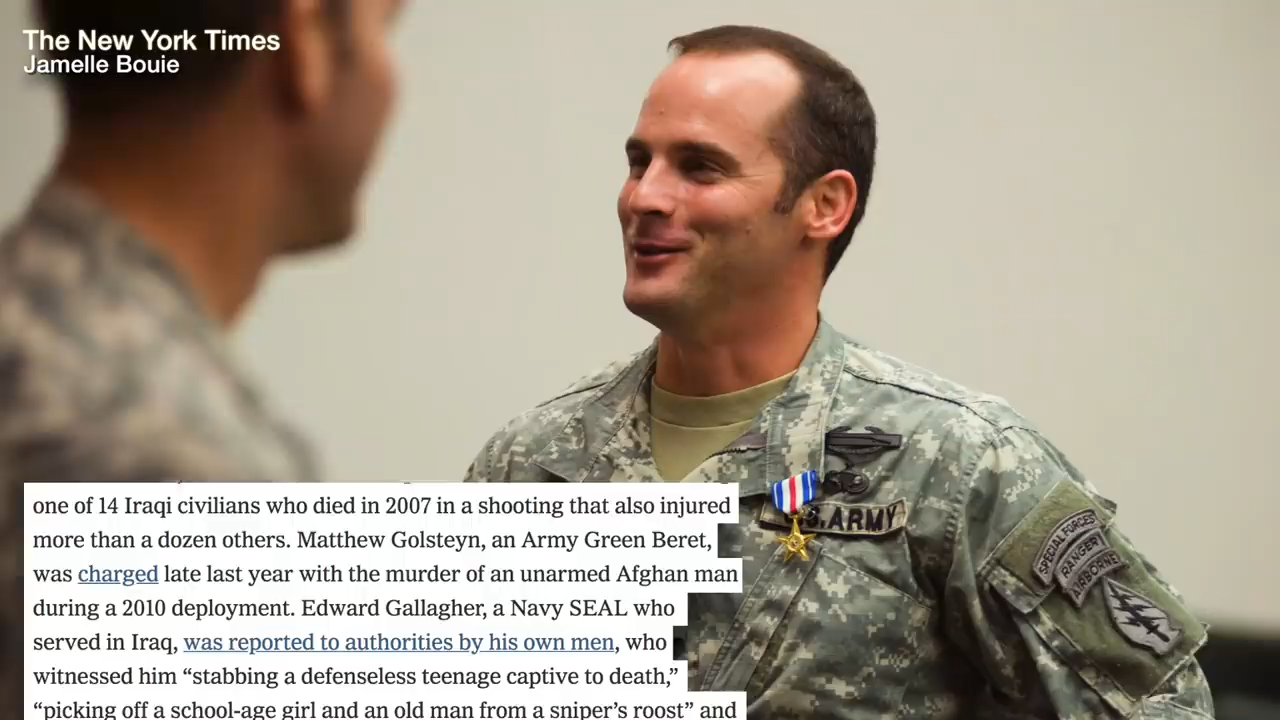 The New York Times
Jamelle Bouie
one of 14 Iraqi civilians who died in 2007 in a shooting that also injured
more than a dozen others. Matthew Golsteyn, an Army Green Beret,
was charged late last year with the murder of an unarmed Afghan man
during a 2010 deployment. Edward Gallagher, a Navy SEAL who
served in Iraq, was reported to authorities by his own men, who
witnessed him “stabbing a defenseless teenage captive to death,”
“picking off a school-age girl and an old man from a sniper’s roost” and
U.S. ARMY
SPECIAL FORCES
RANGER
AIRBORNE